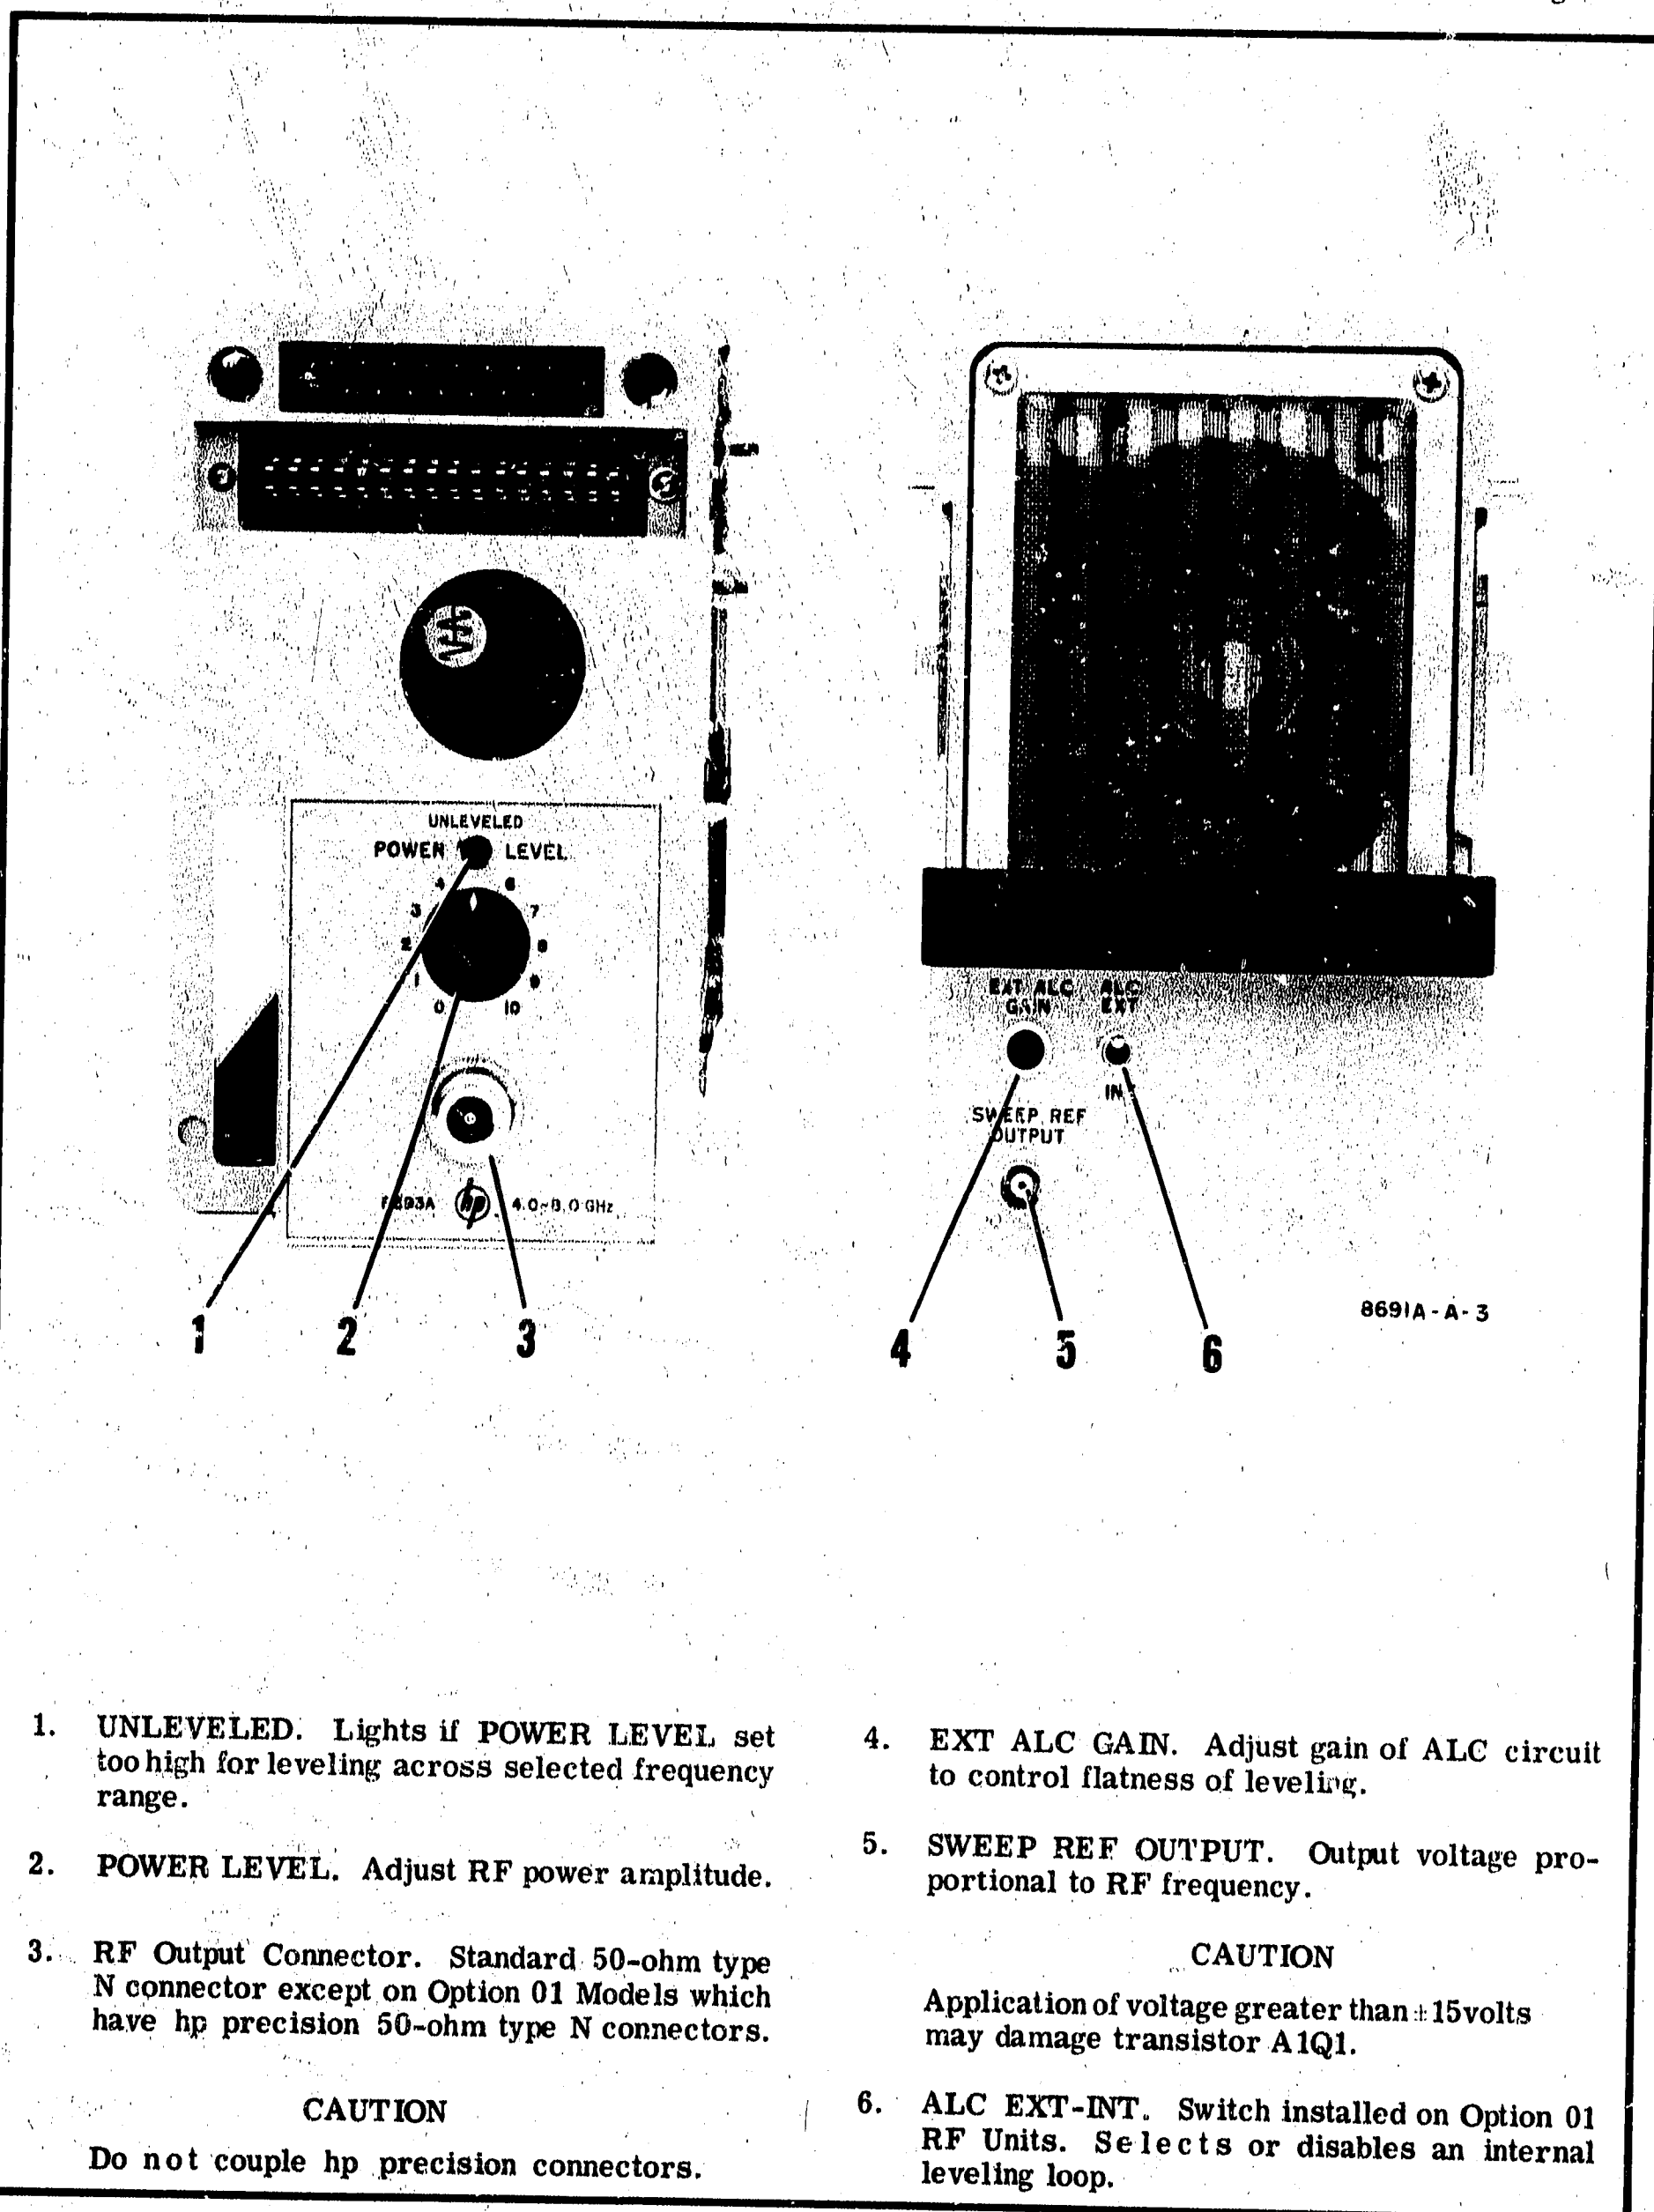 UNLEVELED
POWER LEVEL
4 6
3 7
2 8
1 9
0 10
hp 4.0-8.0 GHz
EXT ALC ALC
GAIN EXT
IN
SWEEP REF
OUTPUT
8691A-A-3
1 2 3 4 5 6
1. UNLEVELED. Lights if POWER LEVEL set
too high for leveling across selected frequency
range.
2. POWER LEVEL. Adjust RF power amplitude.
3. RF Output Connector. Standard 50-ohm type
N connector except on Option 01 Models which
have hp precision 50-ohm type N connectors.
CAUTION
Do not couple hp precision connectors.
4. EXT ALC GAIN. Adjust gain of ALC circuit
to control flatness of leveling.
5. SWEEP REF OUTPUT. Output voltage pro-
portional to RF frequency.
CAUTION
Application of voltage greater than ±15volts
may damage transistor A1Q1.
6. ALC EXT-INT. Switch installed on Option 01
RF Units. Selects or disables an internal
leveling loop.